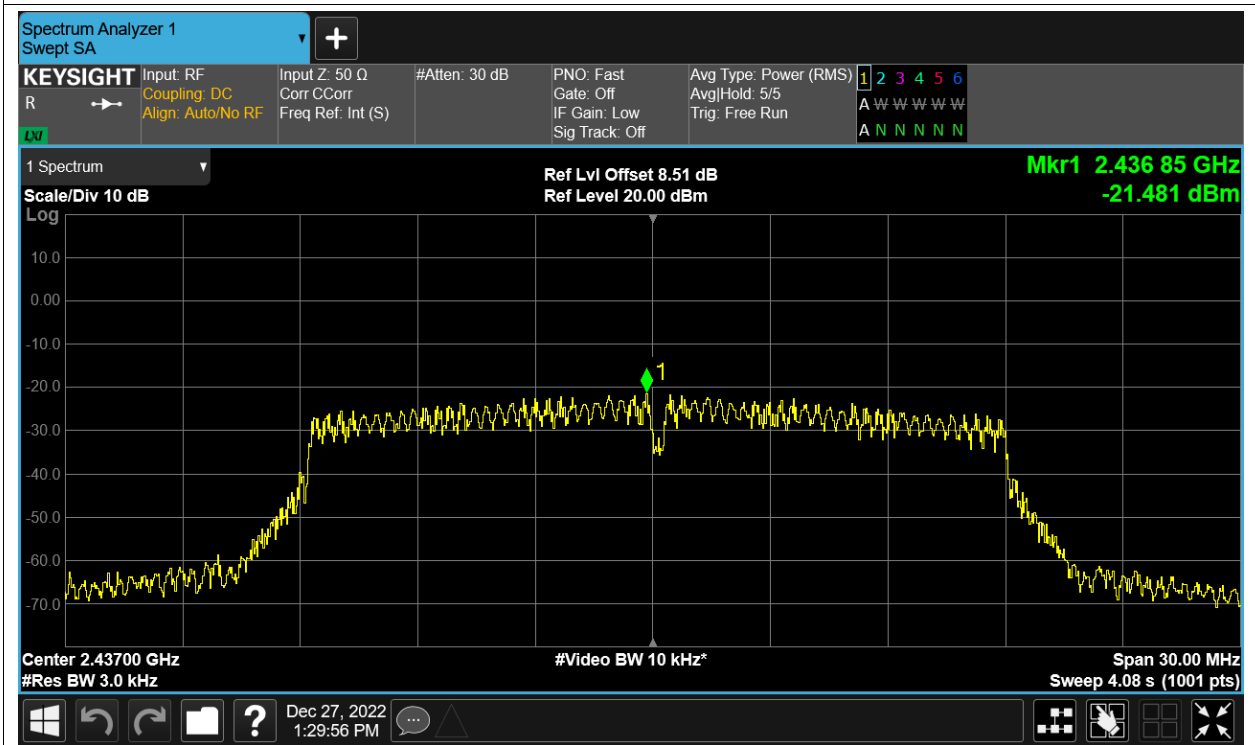 Spectrum Analyzer 1
Swept SA
KEYSIGHT
R
LXI
Input: RF
Coupling: DC
Align: Auto/No RF
Input Z: 50 Ω
Corr CCorr
Freq Ref: Int (S)
#Atten: 30 dB
PNO: Fast
Gate: Off
IF Gain: Low
Sig Track: Off
Avg Type: Power (RMS)
Avg|Hold: 5/5
Trig: Free Run
1 2 3 4 5 6
A W W W W W
A N N N N N
1 Spectrum
Scale/Div 10 dB
Log
Ref Lvl Offset 8.51 dB
Ref Level 20.00 dBm
Mkr1 2.436 85 GHz
-21.481 dBm
10.0
0.00
-10.0
-20.0
-30.0
-40.0
-50.0
-60.0
-70.0
1
Center 2.43700 GHz
#Res BW 3.0 kHz
#Video BW 10 kHz*
Span 30.00 MHz
Sweep 4.08 s (1001 pts)
?
Dec 27, 2022
1:29:56 PM